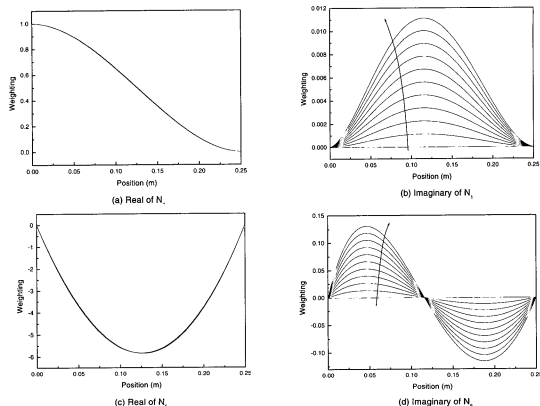 1.0
0.8
0.6
0.4
0.2
0.0
Weighting
0.00 0.05 0.10 0.15 0.20 0.25
Position (m)
(a) Real of N
0.012
0.010
0.008
0.006
0.004
0.002
0.000
Weighting
0.00 0.05 0.10 0.15 0.20 0.25
Position (m)
(b) Imaginary of N₁
0
-1
-2
-3
-4
-5
-6
Weighting
0.00 0.05 0.10 0.15 0.20 0.25
Position (m)
(c) Real of N
0.15
0.10
0.05
0.00
-0.05
-0.10
Weighting
0.00 0.05 0.10 0.15 0.20 0.25
Position (m)
(d) Imaginary of N